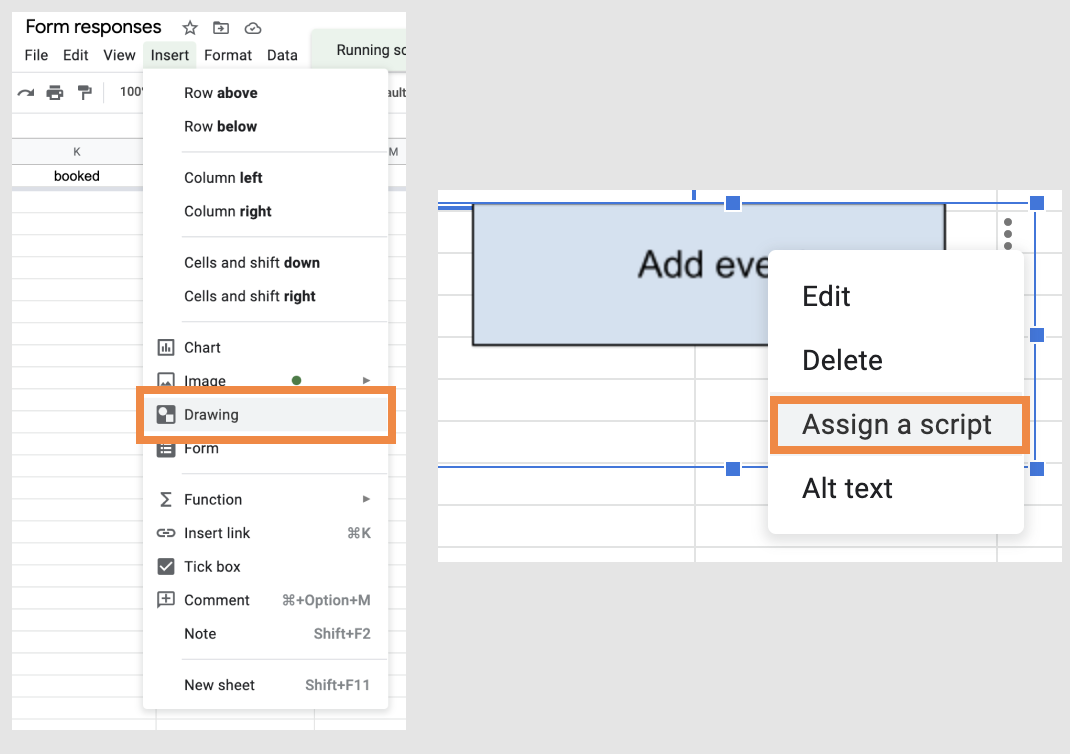 Form responses
File Edit View Insert Format Data
Running sc
100%
ault
Row above
Row below
K
M
booked
Column left
Column right
Cells and shift down
Cells and shift right
Chart
Image
Drawing
Form
Function
Insert link ⌘K
Tick box
Comment ⌘+Option+M
Note Shift+F2
New sheet Shift+F11
Add eve
Edit
Delete
Assign a script
Alt text